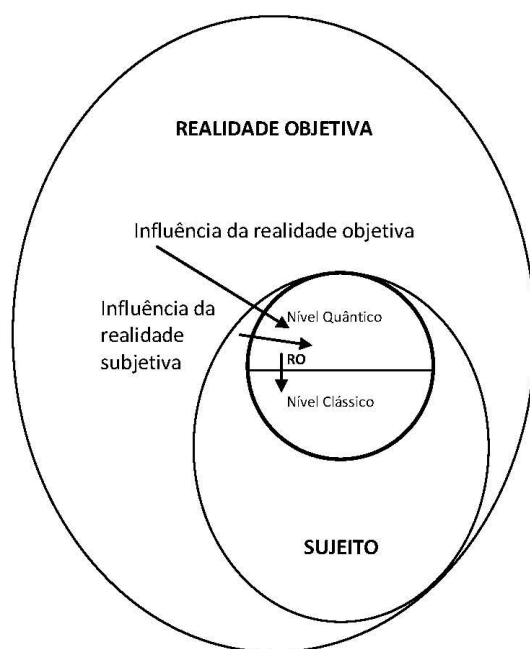 REALIDADE OBJETIVA
Influência da realidade objetiva
Influência da
realidade
subjetiva
Nível Quântico
RO
Nível Clássico
SUJEITO